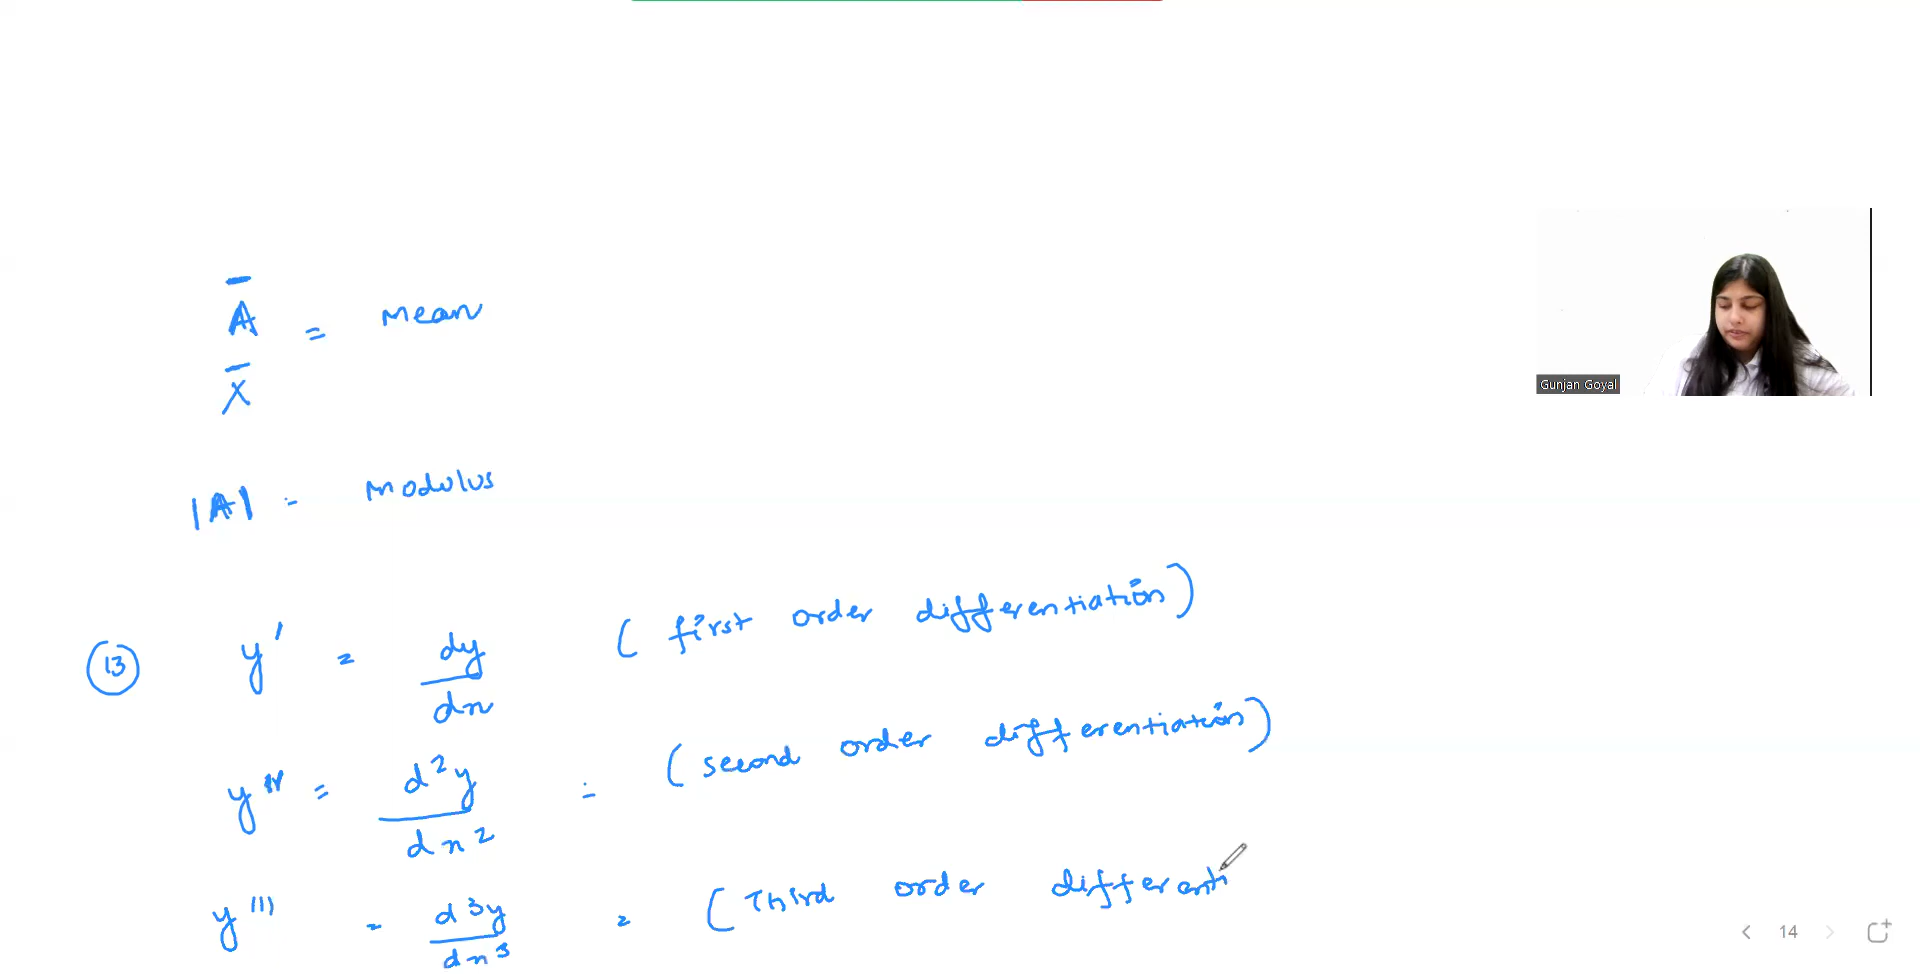 A̅ = Mean
X̅
|A| = Modulus
Gunjan Goyal
13 y' = dy/dx (first order differentiation)
y'' = d²y/dx² = (second order differentiation)
y''' = d³y/dx³ = (Third order differenti
14